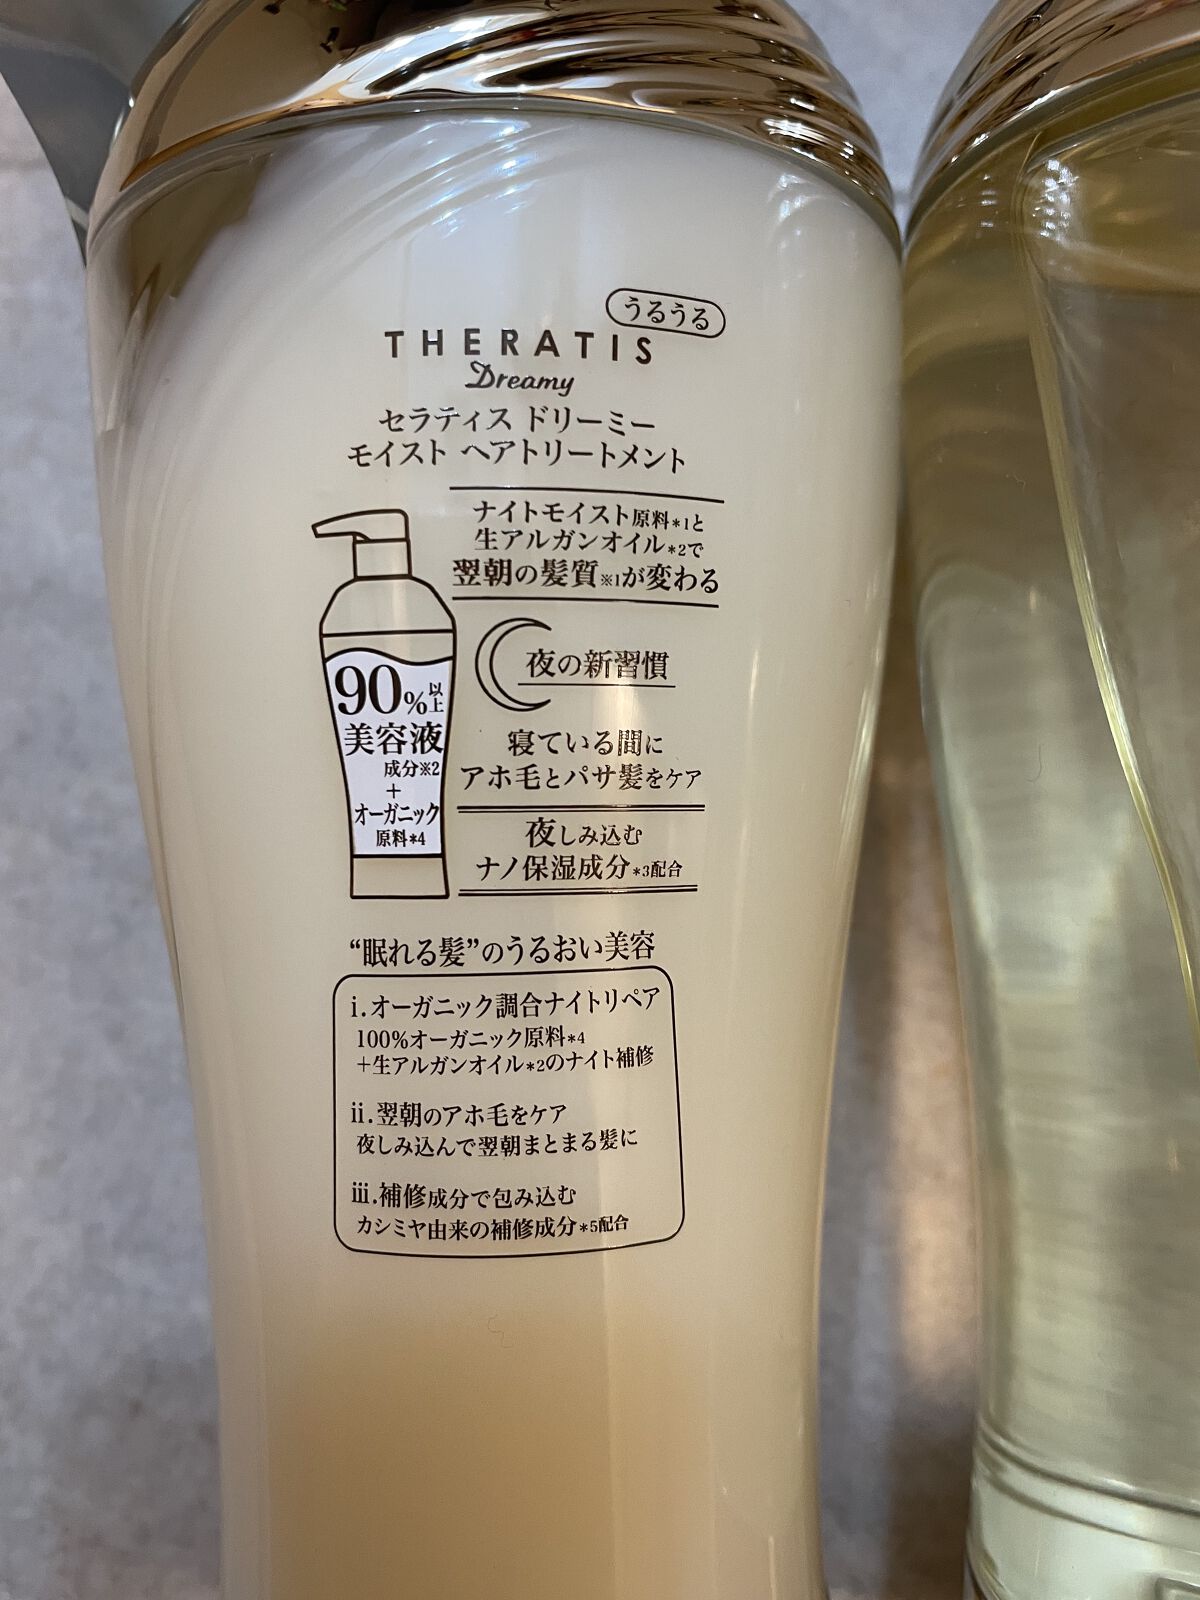 うるうる
THERATIS
Dreamy
セラティス ドリーミー
モイスト ヘアトリートメント
ナイトモイスト原料*1と
生アルガンオイル*2で
翌朝の髪質※1が変わる
90%以上
美容液
成分※2
+
オーガニック
原料*4
夜の新習慣
寝ている間に
アホ毛とパサ髪をケア
夜しみ込む
ナノ保湿成分*3配合
“眠れる髪”のうるおい美容
i.オーガニック調合ナイトリペア
100%オーガニック原料*4
+生アルガンオイル*2のナイト補修
ii.翌朝のアホ毛をケア
夜しみ込んで翌朝まとまる髪に
iii.補修成分で包み込む
カシミヤ由来の補修成分*5配合